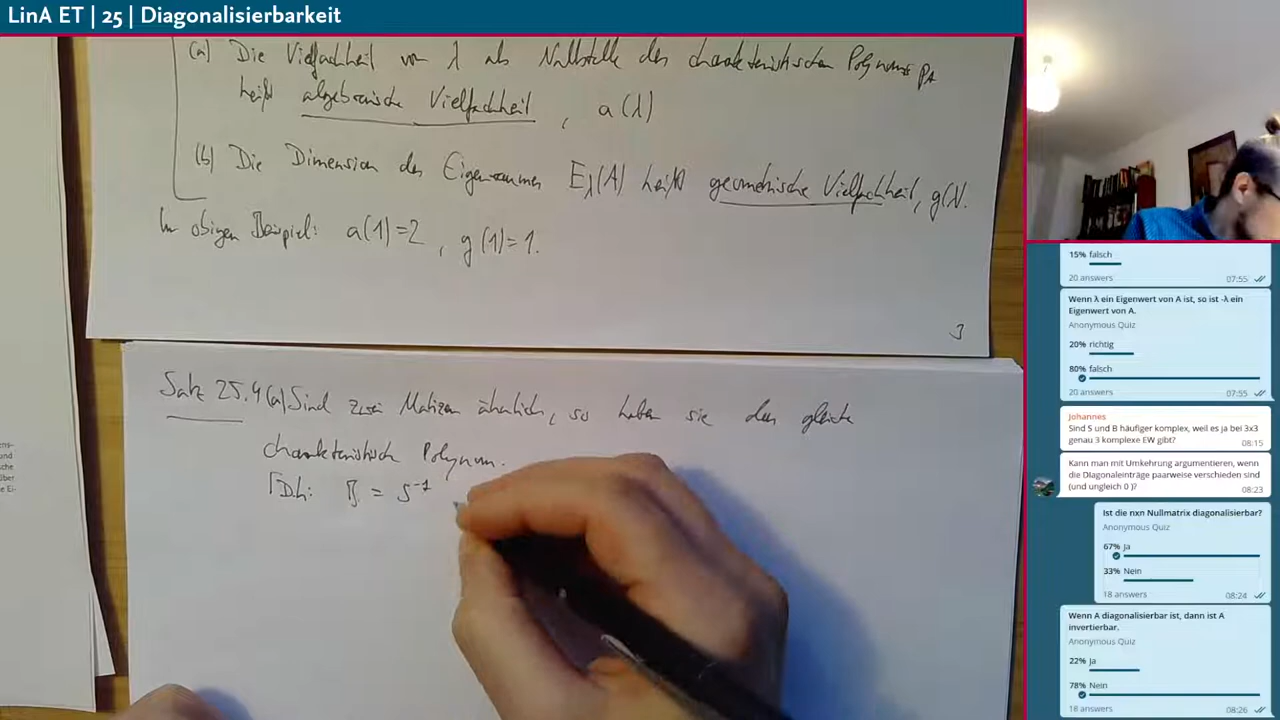 LinA ET | 25 | Diagonalisierbarkeit
(a) Die Vielfachheit von λ als Nullstelle des charakteristischen Polynoms p_A
heißt algebraische Vielfachheit, a(λ)
(b) Die Dimension des Eigenraumes E_λ(A) heißt geometrische Vielfachheit, g(λ).
Im obigen Beispiel: a(1)=2, g(1)=1.
3
Satz 25.4 (a) Sind zwei Matrizen ähnlich, so haben sie das gleiche
charakteristische Polynom.
⌈D.h.: B = S⁻¹
15% falsch
20 answers 07:55
Wenn λ ein Eigenwert von A ist, so ist -λ ein
Eigenwert von A.
Anonymous Quiz
20% richtig
80% falsch
20 answers 07:55
Johannes
Sind S und B häufiger komplex, weil es ja bei 3x3
genau 3 komplexe EW gibt?
08:15
Kann man mit Umkehrung argumentieren, wenn
die Diagonaleinträge paarweise verschieden sind
(und ungleich 0 )?
08:23
Ist die nxn Nullmatrix diagonalisierbar?
Anonymous Quiz
67% Ja
33% Nein
18 answers 08:24
Wenn A diagonalisierbar ist, dann ist A
invertierbar.
Anonymous Quiz
22% Ja
78% Nein
18 answers 08:26